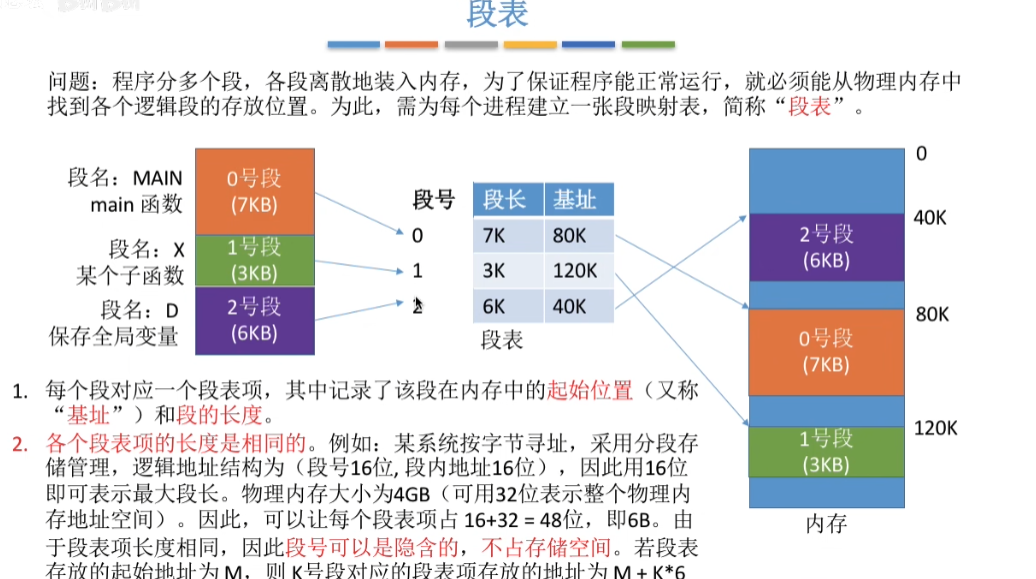 段表
问题：程序分多个段，各段离散地装入内存，为了保证程序能正常运行，就必须能从物理内存中
找到各个逻辑段的存放位置。为此，需为每个进程建立一张段映射表，简称“段表”。
段名：MAIN
main 函数
0号段
(7KB)
段名：X
某个子函数
1号段
(3KB)
段名：D
保存全局变量
2号段
(6KB)
段号 段长 基址
0 7K 80K
1 3K 120K
2 6K 40K
段表
0
40K
2号段
(6KB)
80K
0号段
(7KB)
120K
1号段
(3KB)
内存
1. 每个段对应一个段表项，其中记录了该段在内存中的起始位置（又称
“基址”）和段的长度。
2. 各个段表项的长度是相同的。例如：某系统按字节寻址，采用分段存
储管理，逻辑地址结构为（段号16位, 段内地址16位），因此用16位
即可表示最大段长。物理内存大小为4GB（可用32位表示整个物理内
存地址空间）。因此，可以让每个段表项占 16+32 = 48位，即6B。由
于段表项长度相同，因此段号可以是隐含的，不占存储空间。若段表
存放的起始地址为 M，则 K号段对应的段表项存放的地址为 M + K*6